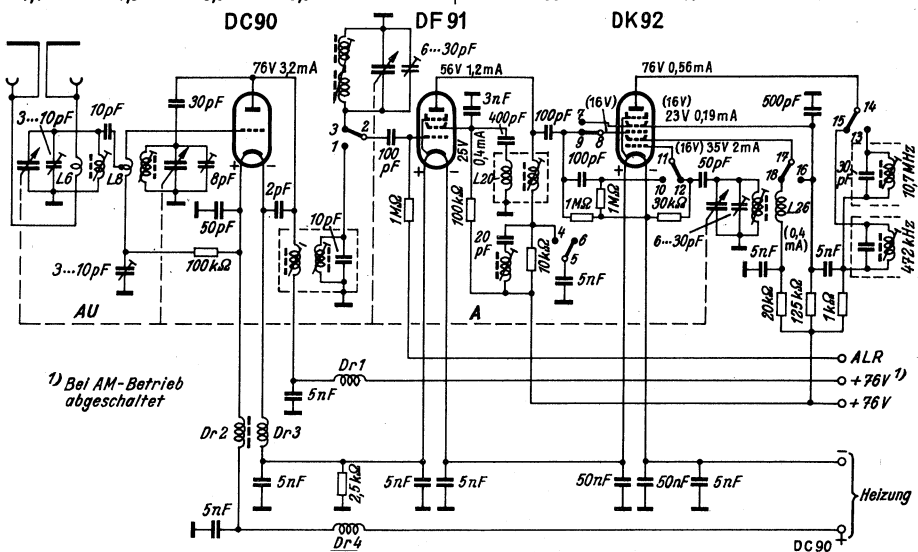 DC90
DF91
DK92
76V 3,2mA
6...30pF
56V 1,2mA
76V 0,56mA
(16V)
23V 0,19mA
500pF
3...10pF
10pF
30pF
3nF
400pF
100pF
7
(16V)
9
8
14
15
13
3
2
1
25V
0,4mA
(16V) 35V 2mA
11
50pF
17
18
16
30
pF
10,7MHz
L6
L8
8pF
100
pF
L20
100pF
10
12
1MΩ
1MΩ
30kΩ
L26
2pF
50pF
10pF
1MΩ
100kΩ
20
pF
10kΩ
4
6
5
5nF
6...30pF
(0,4
mA)
5nF
5nF
472kHz
3...10pF
100kΩ
20kΩ
125kΩ
1kΩ
AU
A
ALR
1) Bei AM-Betrieb
abgeschaltet
Dr1
5nF
+76V 1)
+76V
Dr2
Dr3
5nF
2,5kΩ
5nF
5nF
50nF
50nF
5nF
−
Heizung
5nF
Dr4
+
DC90